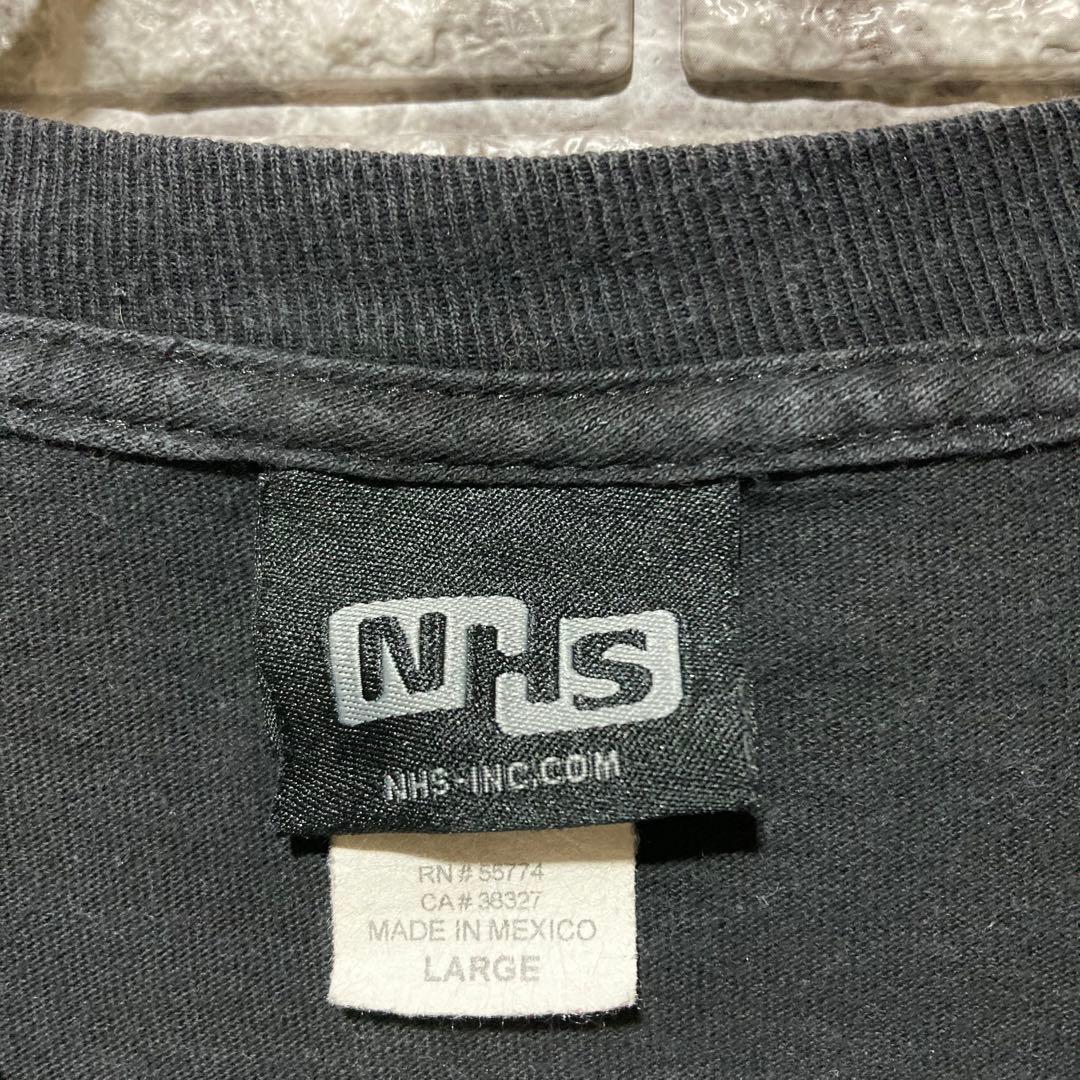 NHS
NHS-INC.COM
RN # 55774
CA # 38327
MADE IN MEXICO
LARGE